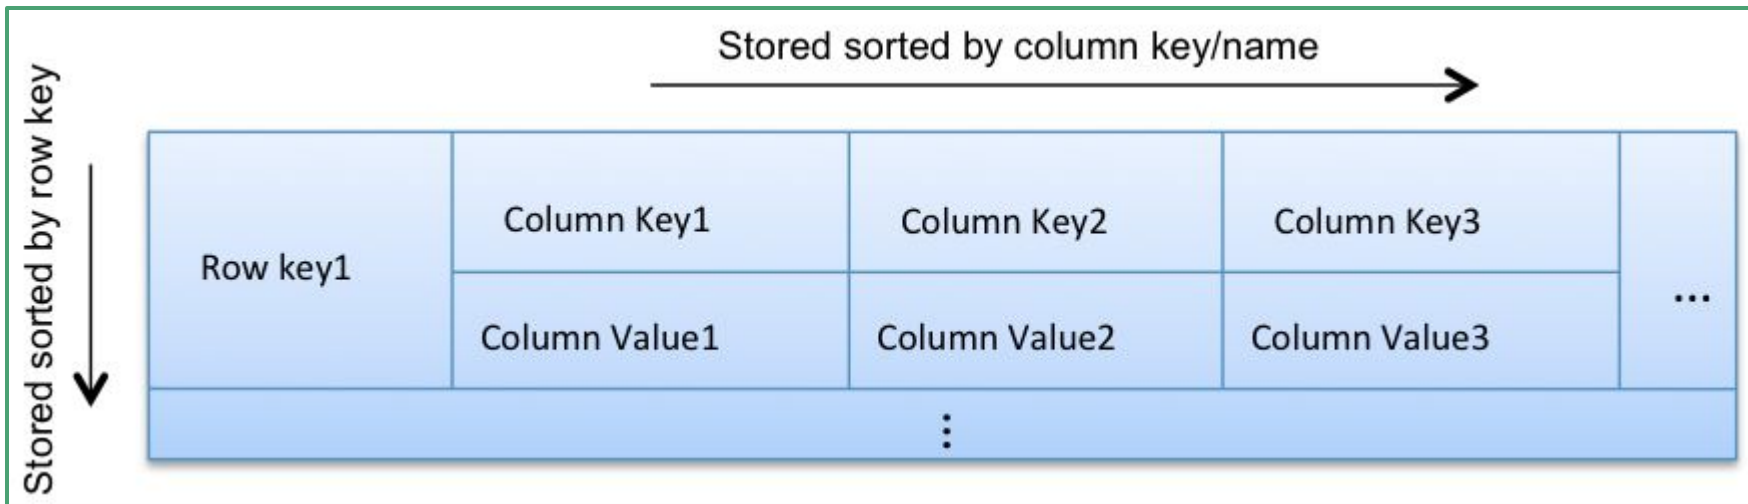 Stored sorted by column key/name
Stored sorted by row key
Row key1
Column Key1
Column Key2
Column Key3
...
Column Value1
Column Value2
Column Value3
⋮